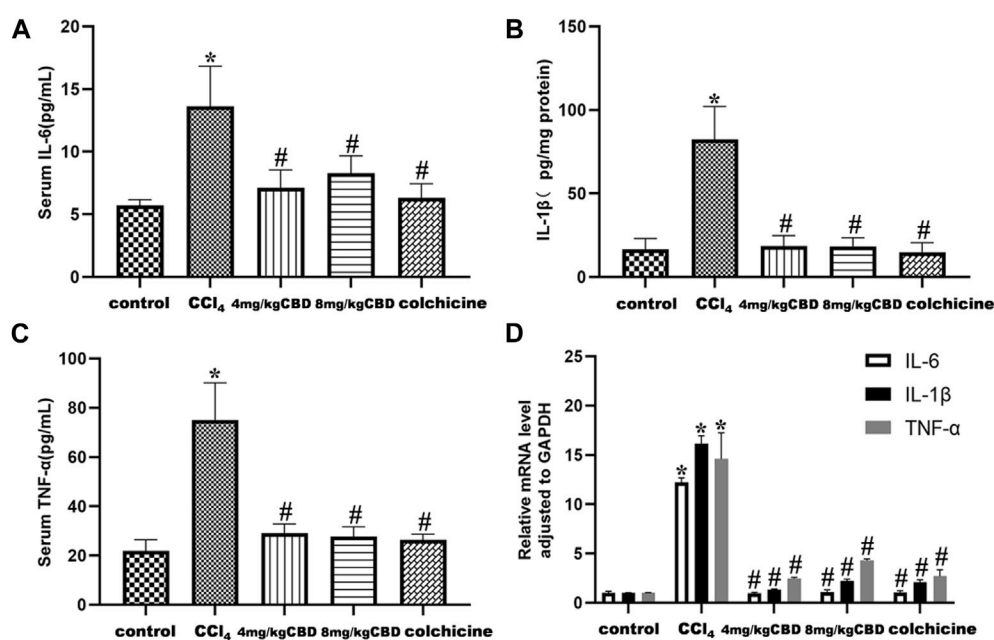 A
Serum IL-6(pg/mL)
20
15
10
5
0
*
#
#
#
control
CCl₄
4mg/kgCBD
8mg/kgCBD
colchicine
B
IL-1β( pg/mg protein)
150
100
50
0
*
#
#
#
control
CCl₄
4mg/kgCBD
8mg/kgCBD
colchicine
C
Serum TNF-α(pg/mL)
100
80
60
40
20
0
*
#
#
#
control
CCl₄
4mg/kgCBD
8mg/kgCBD
colchicine
D
Relative mRNA level
adjusted to GAPDH
25
20
15
10
5
0
IL-6
IL-1β
TNF-α
* * *
# # #
# # #
# # #
control
CCl₄
4mg/kgCBD
8mg/kgCBD
colchicine